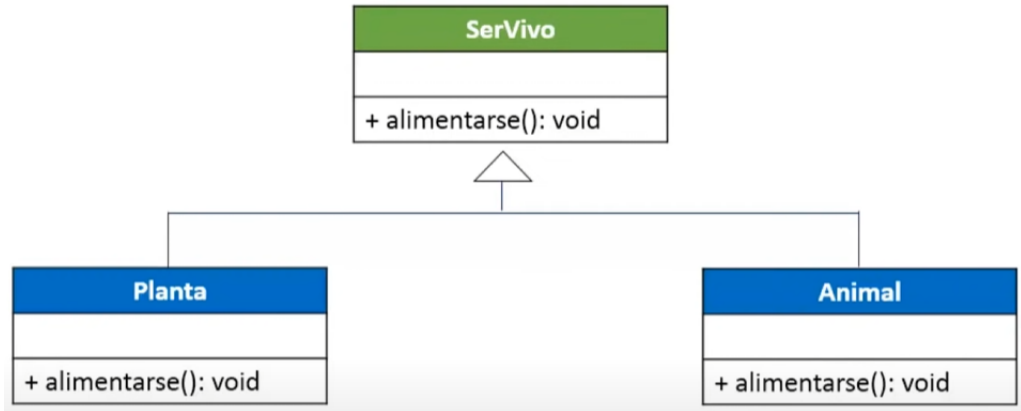 SerVivo
+ alimentarse(): void
Planta
+ alimentarse(): void
Animal
+ alimentarse(): void